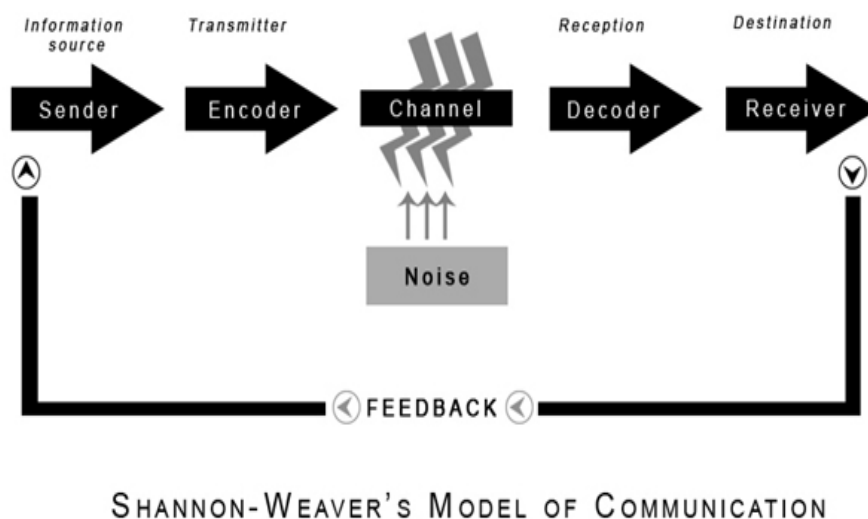 Information
source
Transmitter
Reception
Destination
Sender
Encoder
Channel
Decoder
Receiver
Noise
FEEDBACK
SHANNON-WEAVER'S MODEL OF COMMUNICATION